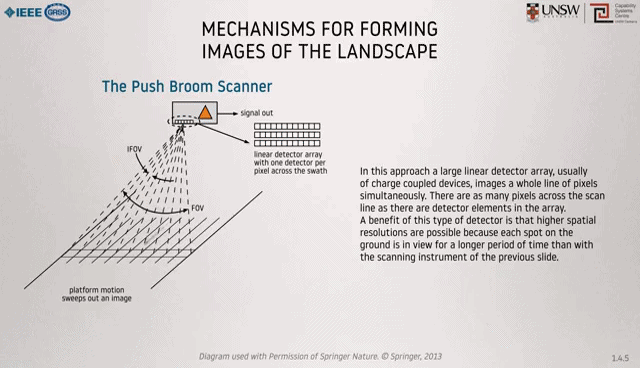 IEEE GRSS
UNSW
AUSTRALIA
Capability
Systems
Centre
MECHANISMS FOR FORMING
IMAGES OF THE LANDSCAPE
The Push Broom Scanner
signal out
linear detector array
with one detector per
pixel across the swath
IFOV
FOV
platform motion
sweeps out an image
In this approach a large linear detector array, usually
of charge coupled devices, images a whole line of pixels
simultaneously. There are as many pixels across the scan
line as there are detector elements in the array.
A benefit of this type of detector is that higher spatial
resolutions are possible because each spot on the
ground is in view for a longer period of time than with
the scanning instrument of the previous slide.
Diagram used with Permission of Springer Nature. © Springer, 2013
1.4.5